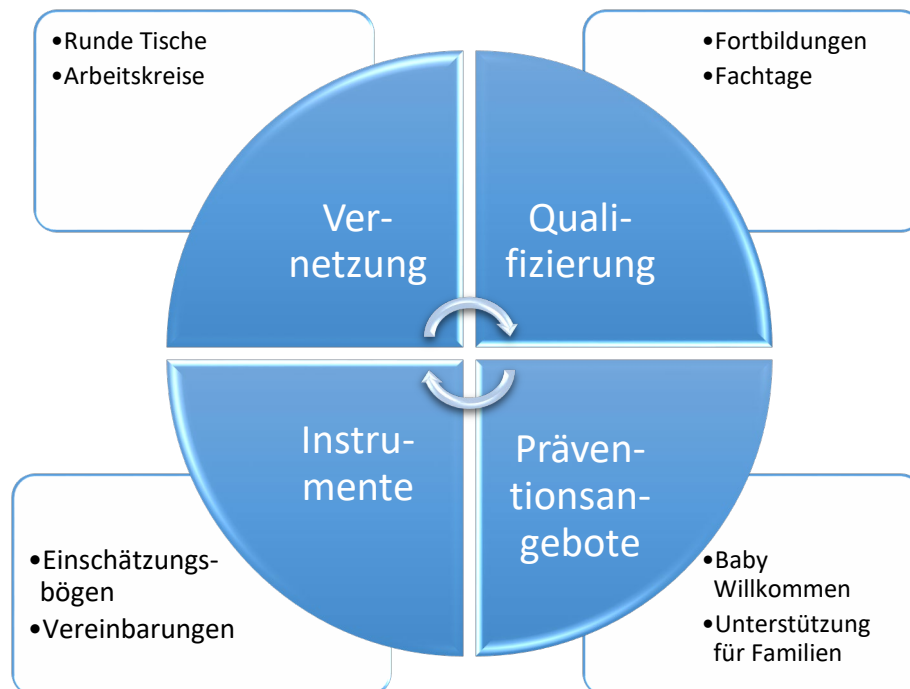 •Runde Tische
•Arbeitskreise
•Fortbildungen
•Fachtage
Ver-
netzung
Quali-
fizierung
Instru-
mente
Präven-
tionsan-
gebote
•Einschätzungs-
bögen
•Vereinbarungen
•Baby
Willkommen
•Unterstützung
für Familien